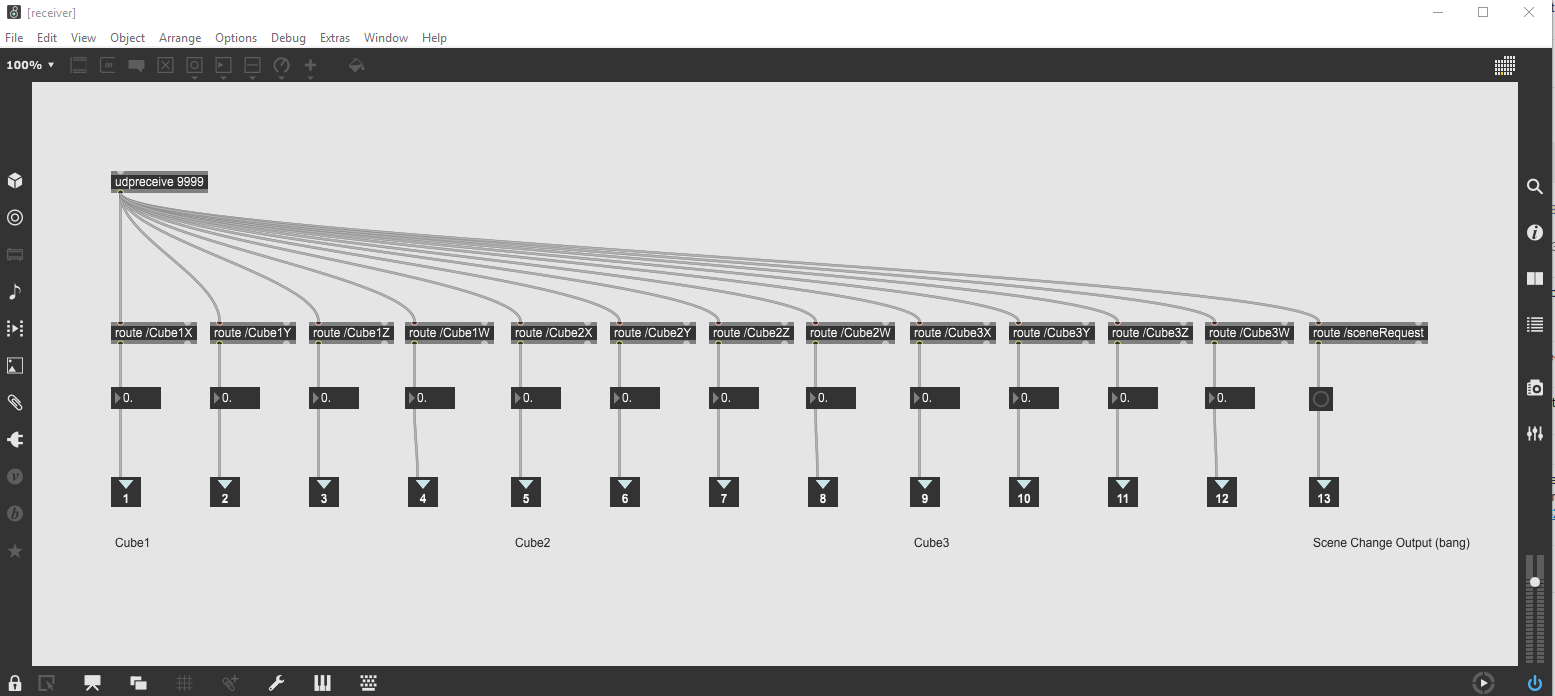 [receiver]
File Edit View Object Arrange Options Debug Extras Window Help
100%
udpreceive 9999
route /Cube1X route /Cube1Y route /Cube1Z route /Cube1W route /Cube2X route /Cube2Y route /Cube2Z route /Cube2W route /Cube3X route /Cube3Y route /Cube3Z route /Cube3W route /sceneRequest
0. 0. 0. 0. 0. 0. 0. 0. 0. 0. 0. 0.
1 2 3 4 5 6 7 8 9 10 11 12 13
Cube1 Cube2 Cube3 Scene Change Output (bang)